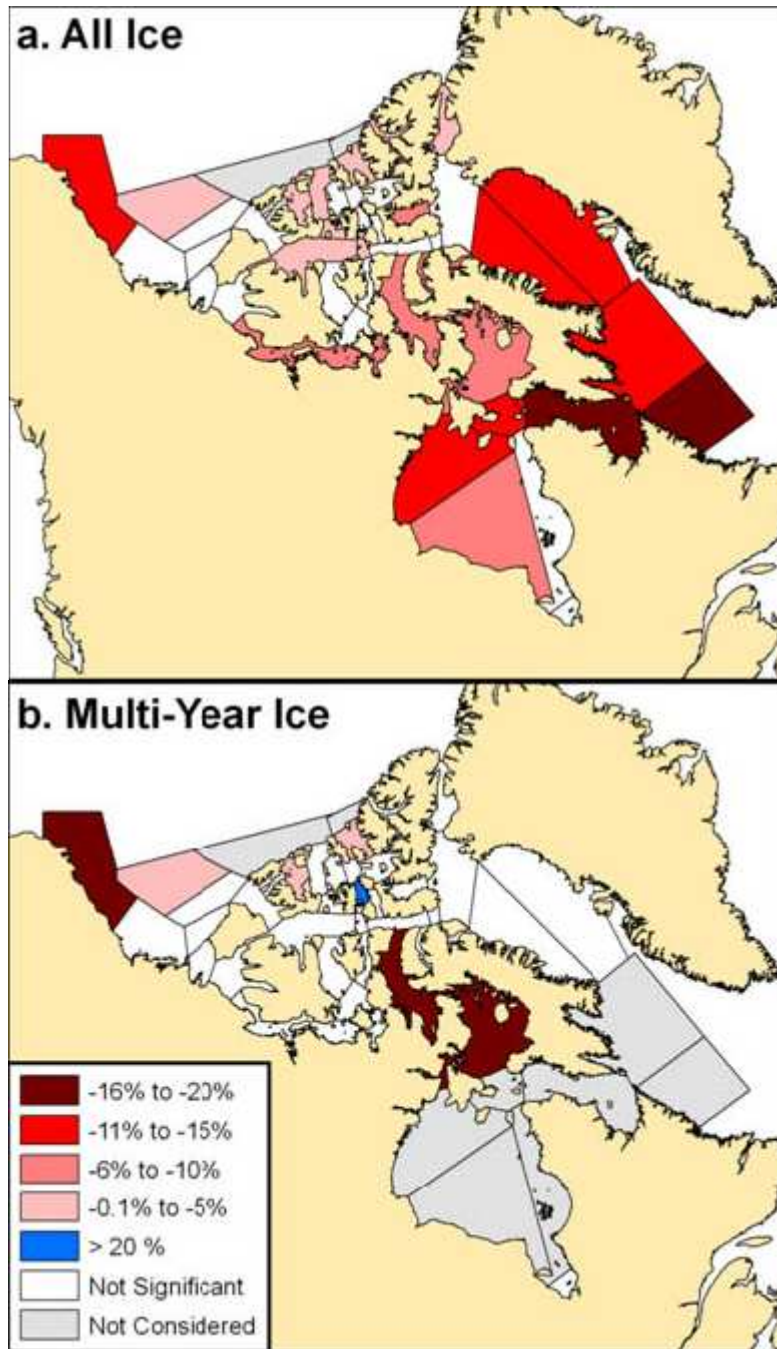 a. All Ice
b. Multi-Year Ice
-16% to -20%
-11% to -15%
-6% to -10%
-0.1% to -5%
> 20 %
Not Significant
Not Considered